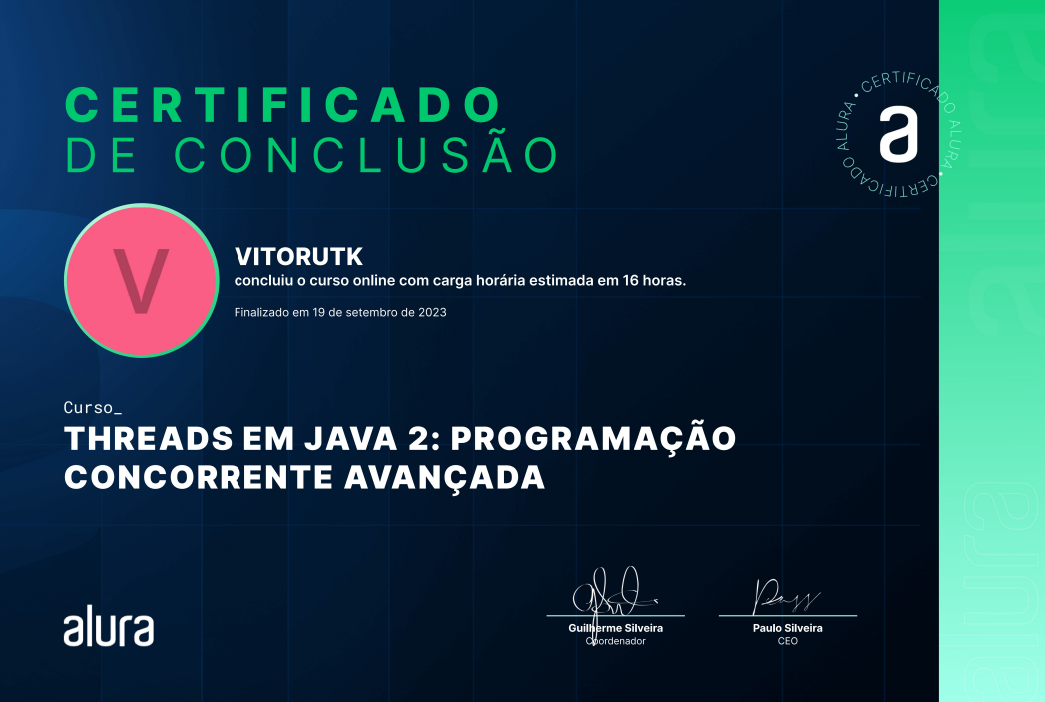 CERTIFICADO
DE CONCLUSÃO
CERTIFICADO ALURA • CERTIFICADO ALURA •
a
V
VITORUTK
concluiu o curso online com carga horária estimada em 16 horas.
Finalizado em 19 de setembro de 2023
Curso_
THREADS EM JAVA 2: PROGRAMAÇÃO
CONCORRENTE AVANÇADA
alura
Guilherme Silveira
Coordenador
Paulo Silveira
CEO
alura
alura